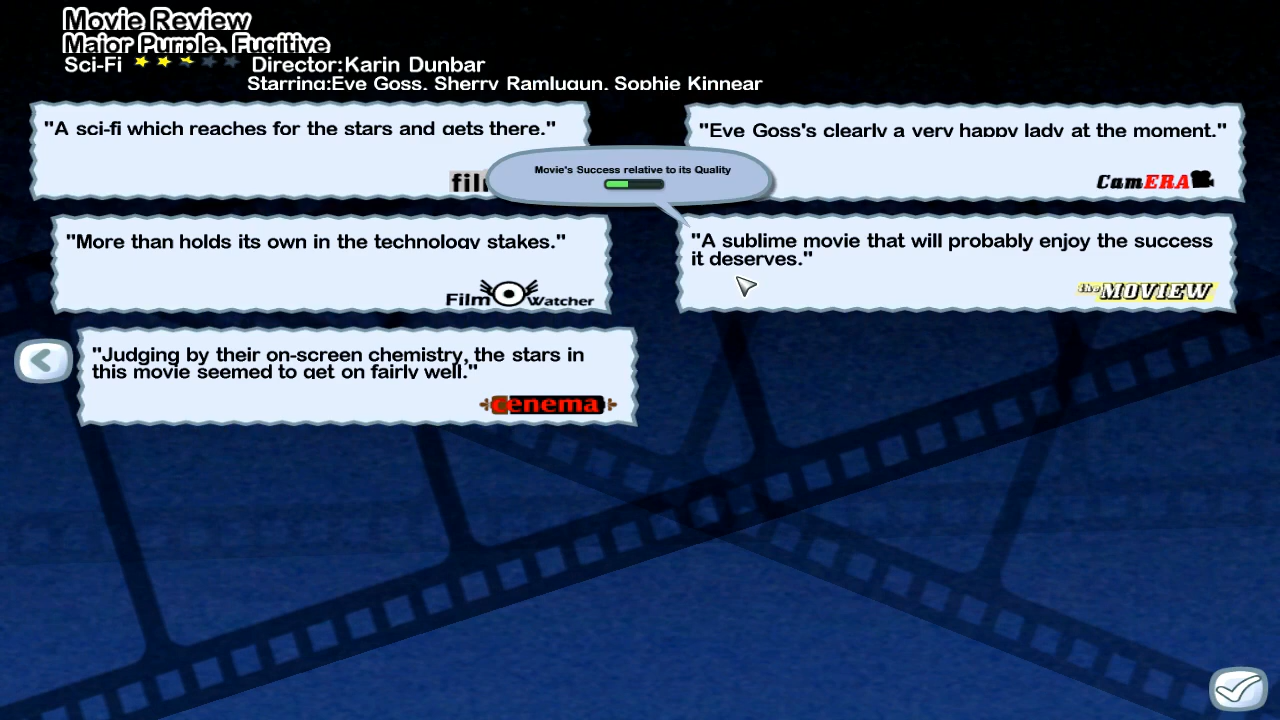 Movie Review
Major Purple, Fugitive
Sci-Fi Director:Karin Dunbar
Starring:Eve Goss, Sherry Ramlugun, Sophie Kinnear
"A sci-fi which reaches for the stars and gets there."
"Eve Goss's clearly a very happy lady at the moment."
CamERA
Movie's Success relative to its Quality
"More than holds its own in the technology stakes."
Film Watcher
"A sublime movie that will probably enjoy the success
it deserves."
the MOVIEW
"Judging by their on-screen chemistry, the stars in
this movie seemed to get on fairly well."
cenema